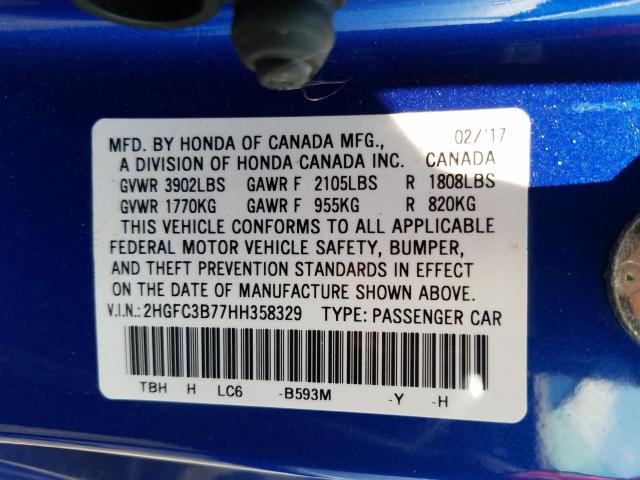 MFD. BY HONDA OF CANADA MFG., 02/'17
A DIVISION OF HONDA CANADA INC. CANADA
GVWR 3902LBS GAWR F 2105LBS R 1808LBS
GVWR 1770KG GAWR F 955KG R 820KG
THIS VEHICLE CONFORMS TO ALL APPLICABLE
FEDERAL MOTOR VEHICLE SAFETY, BUMPER,
AND THEFT PREVENTION STANDARDS IN EFFECT
ON THE DATE OF MANUFACTURE SHOWN ABOVE.
V.I.N.: 2HGFC3B77HH358329 TYPE: PASSENGER CAR
TBH H LC6 -B593M -Y -H